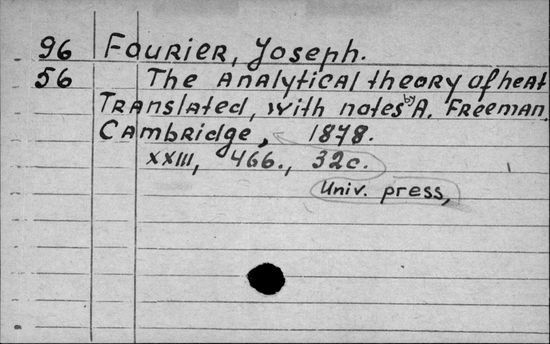 96 Fourier, Joseph.
56 The analytical theory of heat
Translated, with notes by A. Freeman.
Cambridge, 1878.
XXIII, 466., 32c.
Univ. press,